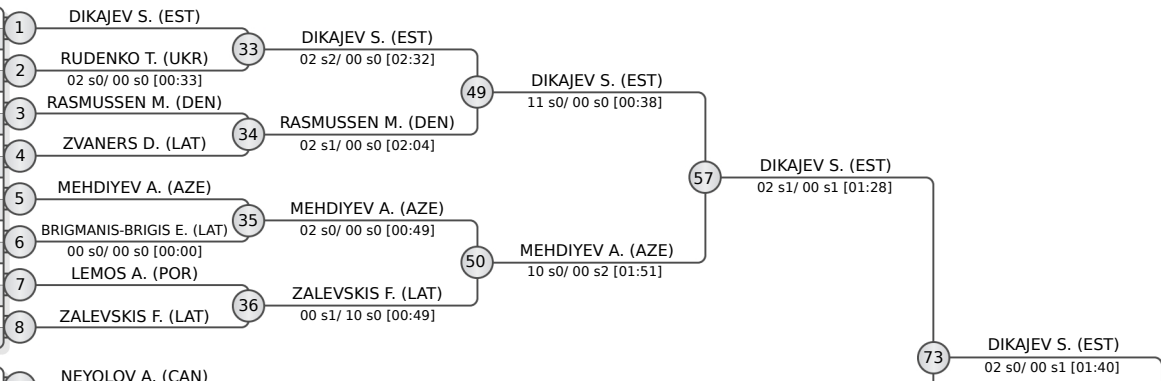 1
DIKAJEV S. (EST)
33
DIKAJEV S. (EST)
02 s2/ 00 s0 [02:32]
2
RUDENKO T. (UKR)
02 s0/ 00 s0 [00:33]
49
DIKAJEV S. (EST)
11 s0/ 00 s0 [00:38]
3
RASMUSSEN M. (DEN)
34
RASMUSSEN M. (DEN)
02 s1/ 00 s0 [02:04]
4
ZVANERS D. (LAT)
57
DIKAJEV S. (EST)
02 s1/ 00 s1 [01:28]
5
MEHDIYEV A. (AZE)
35
MEHDIYEV A. (AZE)
02 s0/ 00 s0 [00:49]
6
BRIGMANIS-BRIGIS E. (LAT)
00 s0/ 00 s0 [00:00]
50
MEHDIYEV A. (AZE)
10 s0/ 00 s2 [01:51]
7
LEMOS A. (POR)
36
ZALEVSKIS F. (LAT)
00 s1/ 10 s0 [00:49]
8
ZALEVSKIS F. (LAT)
73
DIKAJEV S. (EST)
02 s0/ 00 s1 [01:40]
NEYOLOV A. (CAN)